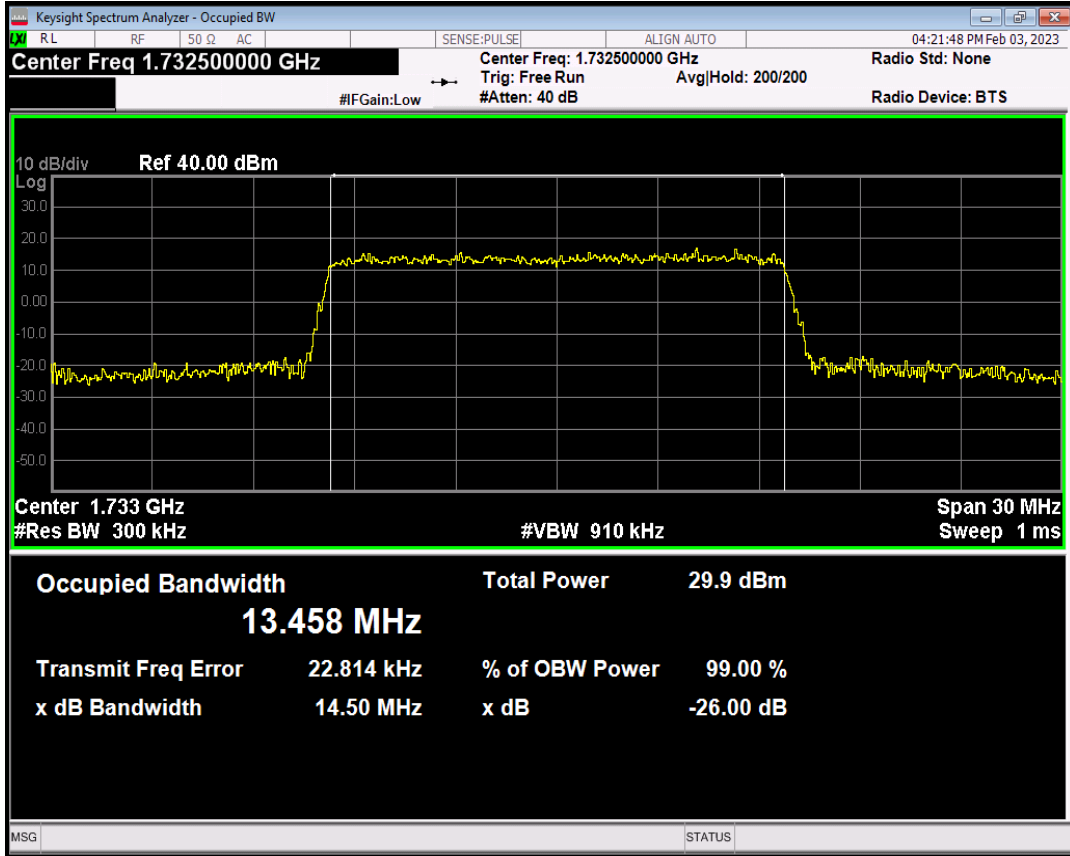 Keysight Spectrum Analyzer - Occupied BW
LXI RL RF 50 Ω AC SENSE:PULSE ALIGN AUTO 04:21:48 PM Feb 03, 2023
Center Freq 1.732500000 GHz Center Freq: 1.732500000 GHz Radio Std: None
Trig: Free Run Avg|Hold: 200/200
#IFGain:Low #Atten: 40 dB Radio Device: BTS
10 dB/div Ref 40.00 dBm
Log
30.0
20.0
10.0
0.00
-10.0
-20.0
-30.0
-40.0
-50.0
Center 1.733 GHz Span 30 MHz
#Res BW 300 kHz #VBW 910 kHz Sweep 1 ms
Occupied Bandwidth Total Power 29.9 dBm
13.458 MHz
Transmit Freq Error 22.814 kHz % of OBW Power 99.00 %
x dB Bandwidth 14.50 MHz x dB -26.00 dB
MSG STATUS